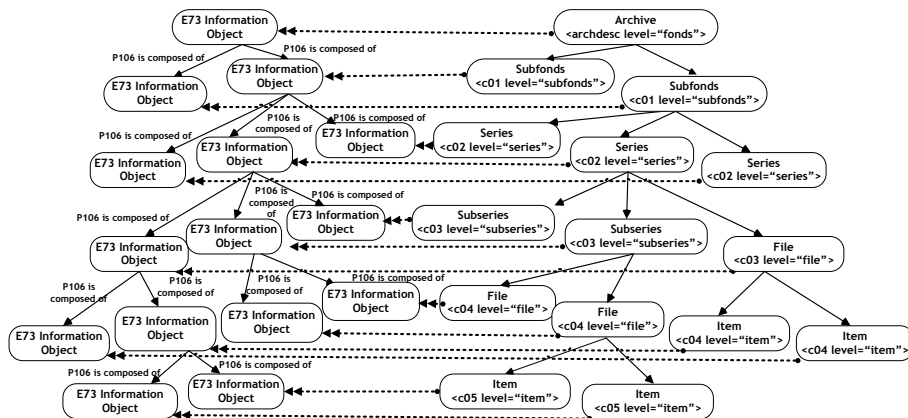 E73 Information
Object
Archive
<archdesc level=“fonds”>
P106 is composed of
E73 Information
Object
Subfonds
<c01 level=“subfonds”>
E73 Information
Object
Subfonds
<c01 level=“subfonds”>
P106 is composed of
P106 is
composed of
P106 is composed of
E73 Information
Object
Series
<c02 level=“series”>
E73 Information
Object
Series
<c02 level=“series”>
E73 Information
Object
Series
<c02 level=“series”>
P106 is
composed
of
P106 is composed of
P106 is composed of
E73 Information
Object
Subseries
<c03 level=“subseries”>
E73 Information
Object
Subseries
<c03 level=“subseries”>
E73 Information
Object
File
<c03 level=“file”>
P106 is
composed of
P106 is
composed of
P106 is composed of
E73 Information
Object
File
<c04 level=“file”>
E73 Information
Object
File
<c04 level=“file”>
E73 Information
Object
Item
<c04 level=“item”>
E73 Information
Object
Item
<c04 level=“item”>
P106 is composed of
P106 is composed of
E73 Information
Object
Item
<c05 level=“item”>
E73 Information
Object
Item
<c05 level=“item”>